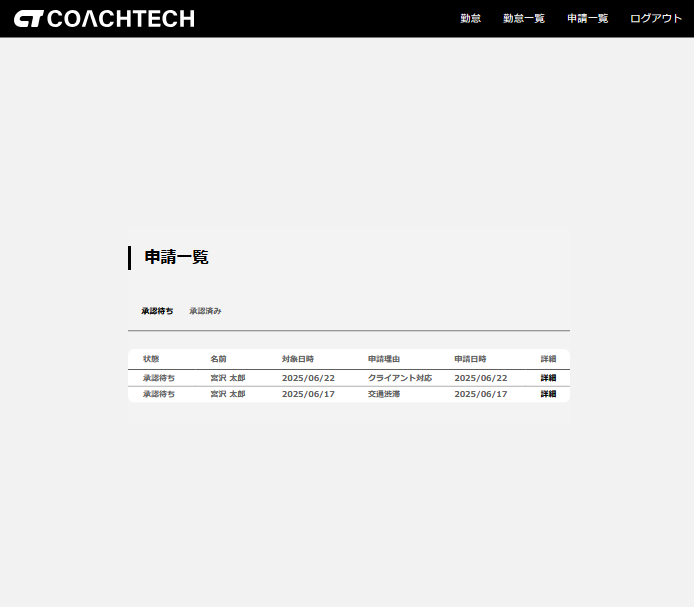 COACHTECH 勤怠 勤怠一覧 申請一覧 ログアウト
申請一覧
承認待ち 承認済み
状態 名前 対象日時 申請理由 申請日時 詳細
承認待ち 宮沢 太郎 2025/06/22 クライアント対応 2025/06/22 詳細
承認待ち 宮沢 太郎 2025/06/17 交通渋滞 2025/06/17 詳細